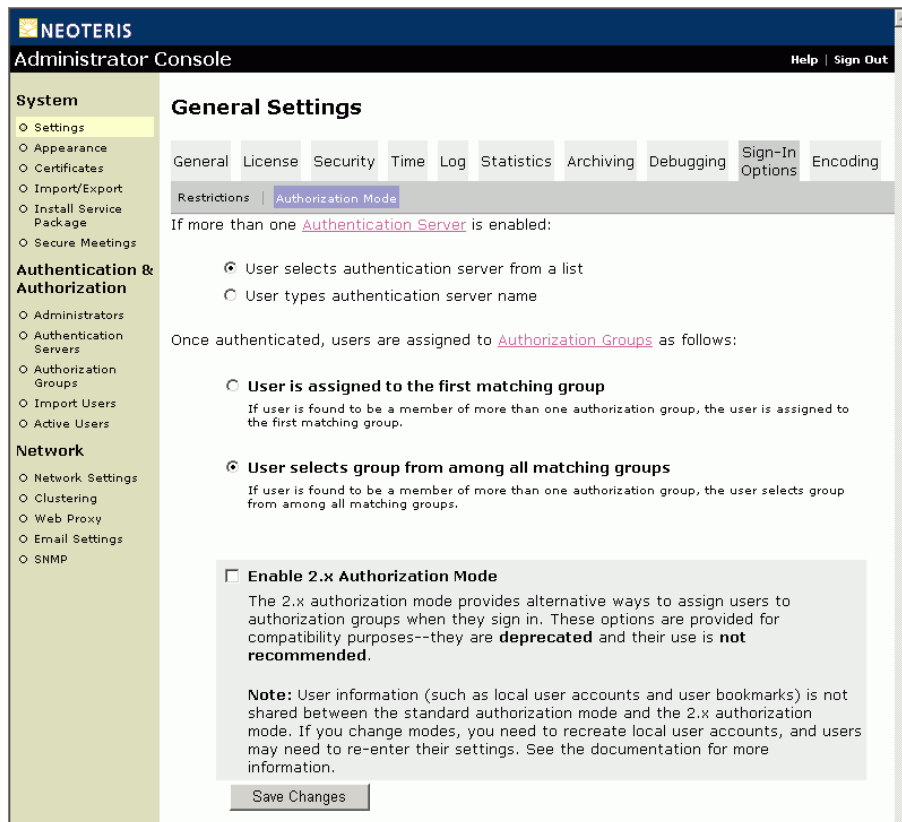 NEOTERIS
Administrator Console
Help | Sign Out
System
Settings
Appearance
Certificates
Import/Export
Install Service
Package
Secure Meetings
Authentication &
Authorization
Administrators
Authentication
Servers
Authorization
Groups
Import Users
Active Users
Network
Network Settings
Clustering
Web Proxy
Email Settings
SNMP
General Settings
General License Security Time Log Statistics Archiving Debugging Sign-In Options Encoding
Restrictions | Authorization Mode
If more than one Authentication Server is enabled:
User selects authentication server from a list
User types authentication server name
Once authenticated, users are assigned to Authorization Groups as follows:
User is assigned to the first matching group
If user is found to be a member of more than one authorization group, the user is assigned to
the first matching group.
User selects group from among all matching groups
If user is found to be a member of more than one authorization group, the user selects group
from among all matching groups.
Enable 2.x Authorization Mode
The 2.x authorization mode provides alternative ways to assign users to
authorization groups when they sign in. These options are provided for
compatibility purposes--they are deprecated and their use is not
recommended.
Note: User information (such as local user accounts and user bookmarks) is not
shared between the standard authorization mode and the 2.x authorization
mode. If you change modes, you need to recreate local user accounts, and users
may need to re-enter their settings. See the documentation for more
information.
Save Changes